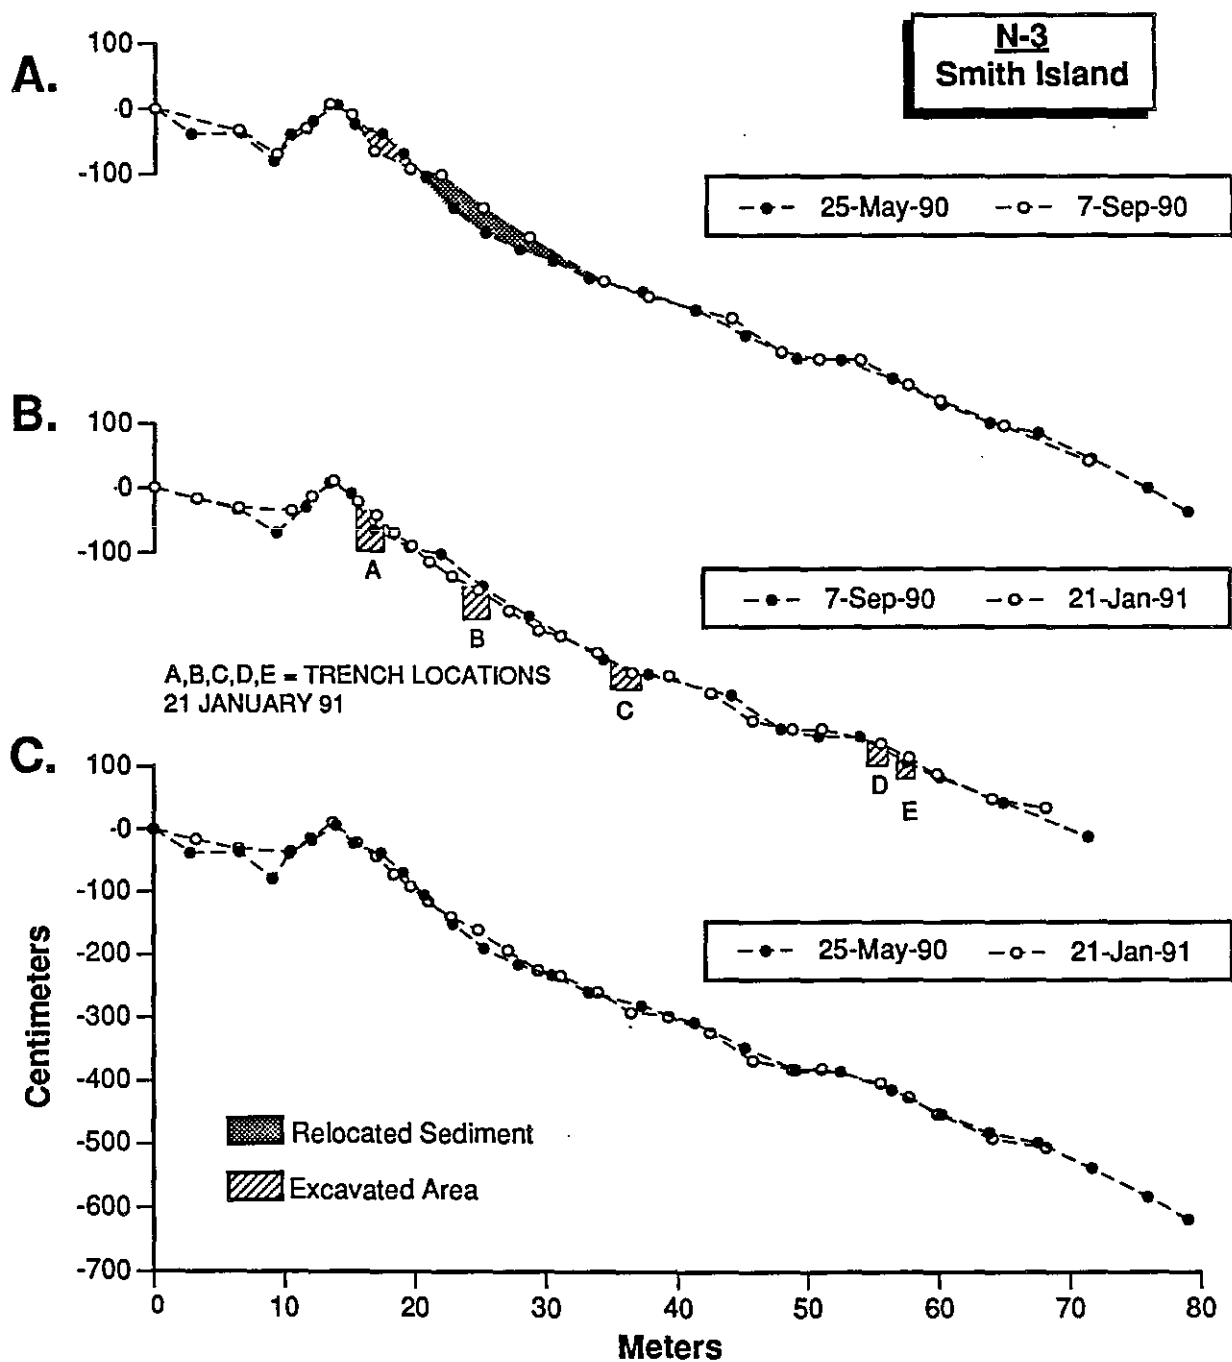 N-3
Smith Island
A.
100
-0
-100
25-May-90 7-Sep-90
B.
100
-0
-100
A
B
C
D
E
7-Sep-90 21-Jan-91
A,B,C,D,E = TRENCH LOCATIONS
21 JANUARY 91
C.
100
-0
-100
-200
-300
-400
-500
-600
-700
Centimeters
25-May-90 21-Jan-91
Relocated Sediment
Excavated Area
0 10 20 30 40 50 60 70 80
Meters